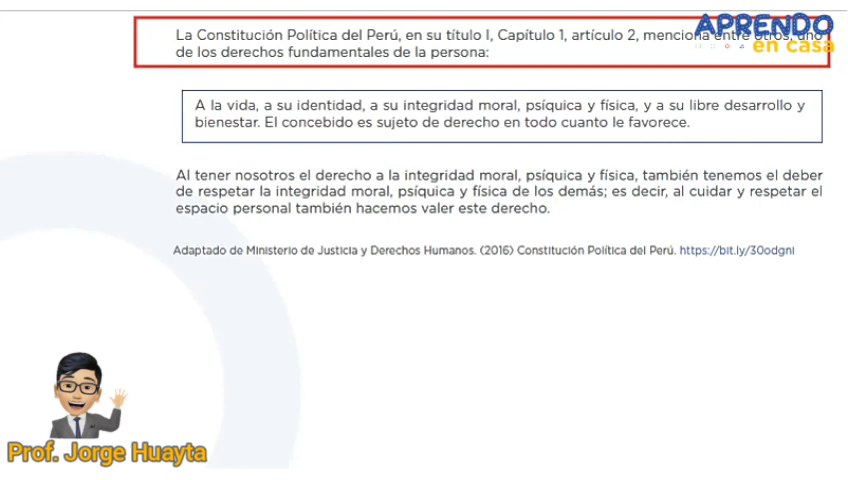 La Constitución Política del Perú, en su título I, Capítulo 1, artículo 2, menciona entre otros, uno
de los derechos fundamentales de la persona:
APRENDO
en casa
A la vida, a su identidad, a su integridad moral, psíquica y física, y a su libre desarrollo y
bienestar. El concebido es sujeto de derecho en todo cuanto le favorece.
Al tener nosotros el derecho a la integridad moral, psíquica y física, también tenemos el deber
de respetar la integridad moral, psíquica y física de los demás; es decir, al cuidar y respetar el
espacio personal también hacemos valer este derecho.
Adaptado de Ministerio de Justicia y Derechos Humanos. (2016) Constitución Política del Perú. https://bit.ly/30odgnI
Prof. Jorge Huayta